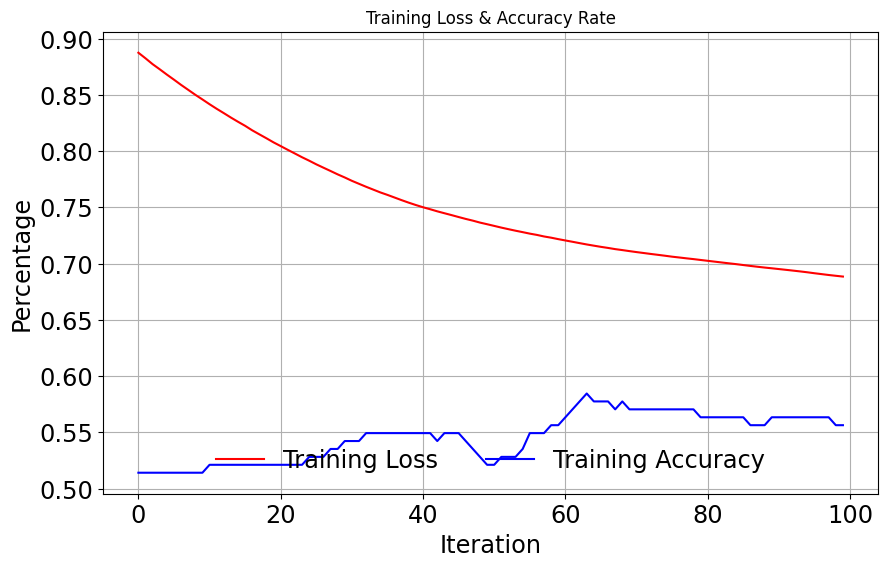 Training Loss & Accuracy Rate
0.90
0.85
0.80
0.75
0.70
0.65
0.60
0.55
0.50
Percentage
Training Loss Training Accuracy
0 20 40 60 80 100
Iteration